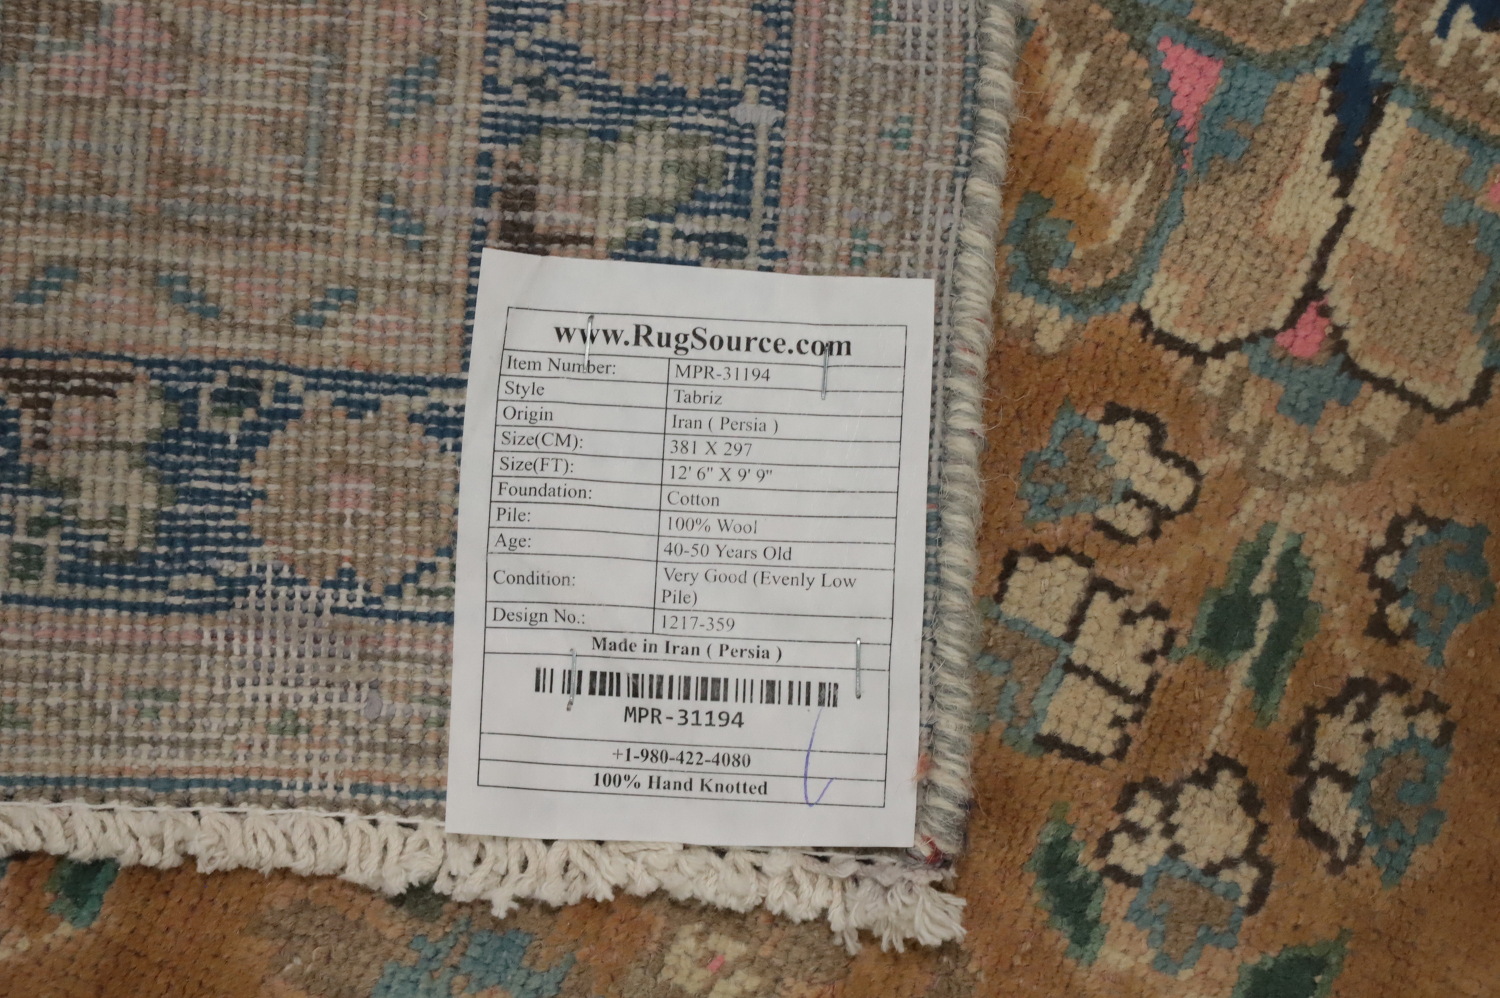 www.RugSource.com
Item Number: MPR-31194
Style Tabriz
Origin Iran ( Persia )
Size(CM): 381 X 297
Size(FT): 12' 6" X 9' 9"
Foundation: Cotton
Pile: 100% Wool
Age: 40-50 Years Old
Condition: Very Good (Evenly Low
Pile)
Design No.: 1217-359
Made in Iran ( Persia )
MPR-31194
+1-980-422-4080
100% Hand Knotted